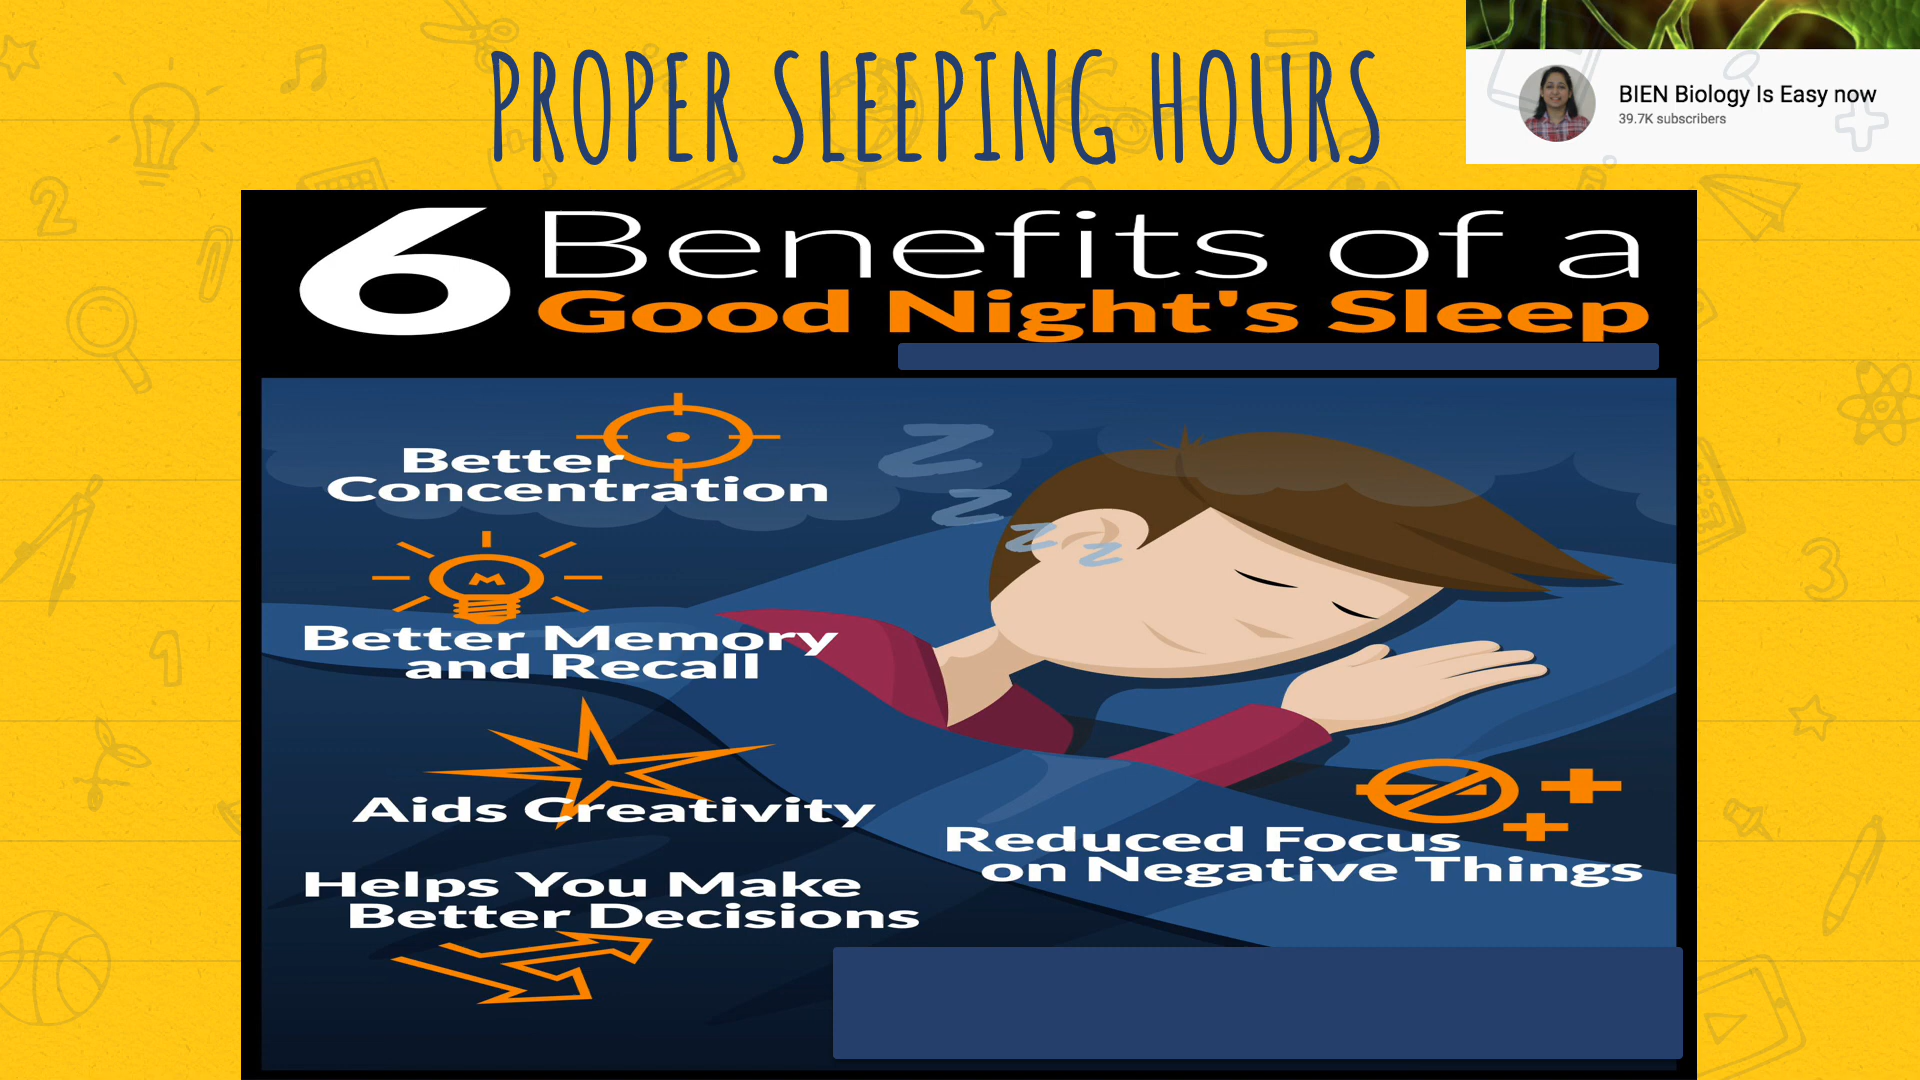 PROPER SLEEPING HOURS
BIEN Biology Is Easy now
39.7K subscribers
6 Benefits of a
Good Night's Sleep
Better
Concentration
Better Memory
and Recall
Aids Creativity
Helps You Make
Better Decisions
Reduced Focus
on Negative Things